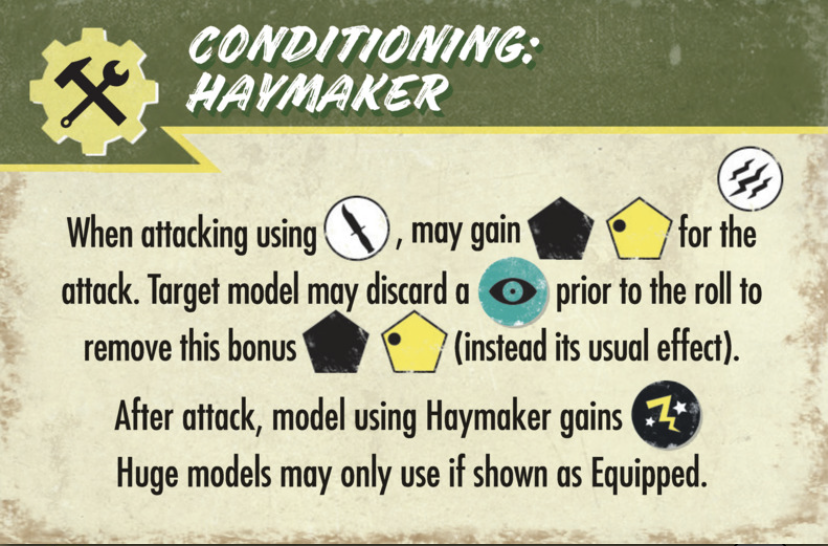 CONDITIONING:
HAYMAKER
When attacking using , may gain for the
attack. Target model may discard a prior to the roll to
remove this bonus (instead its usual effect).
After attack, model using Haymaker gains
Huge models may only use if shown as Equipped.